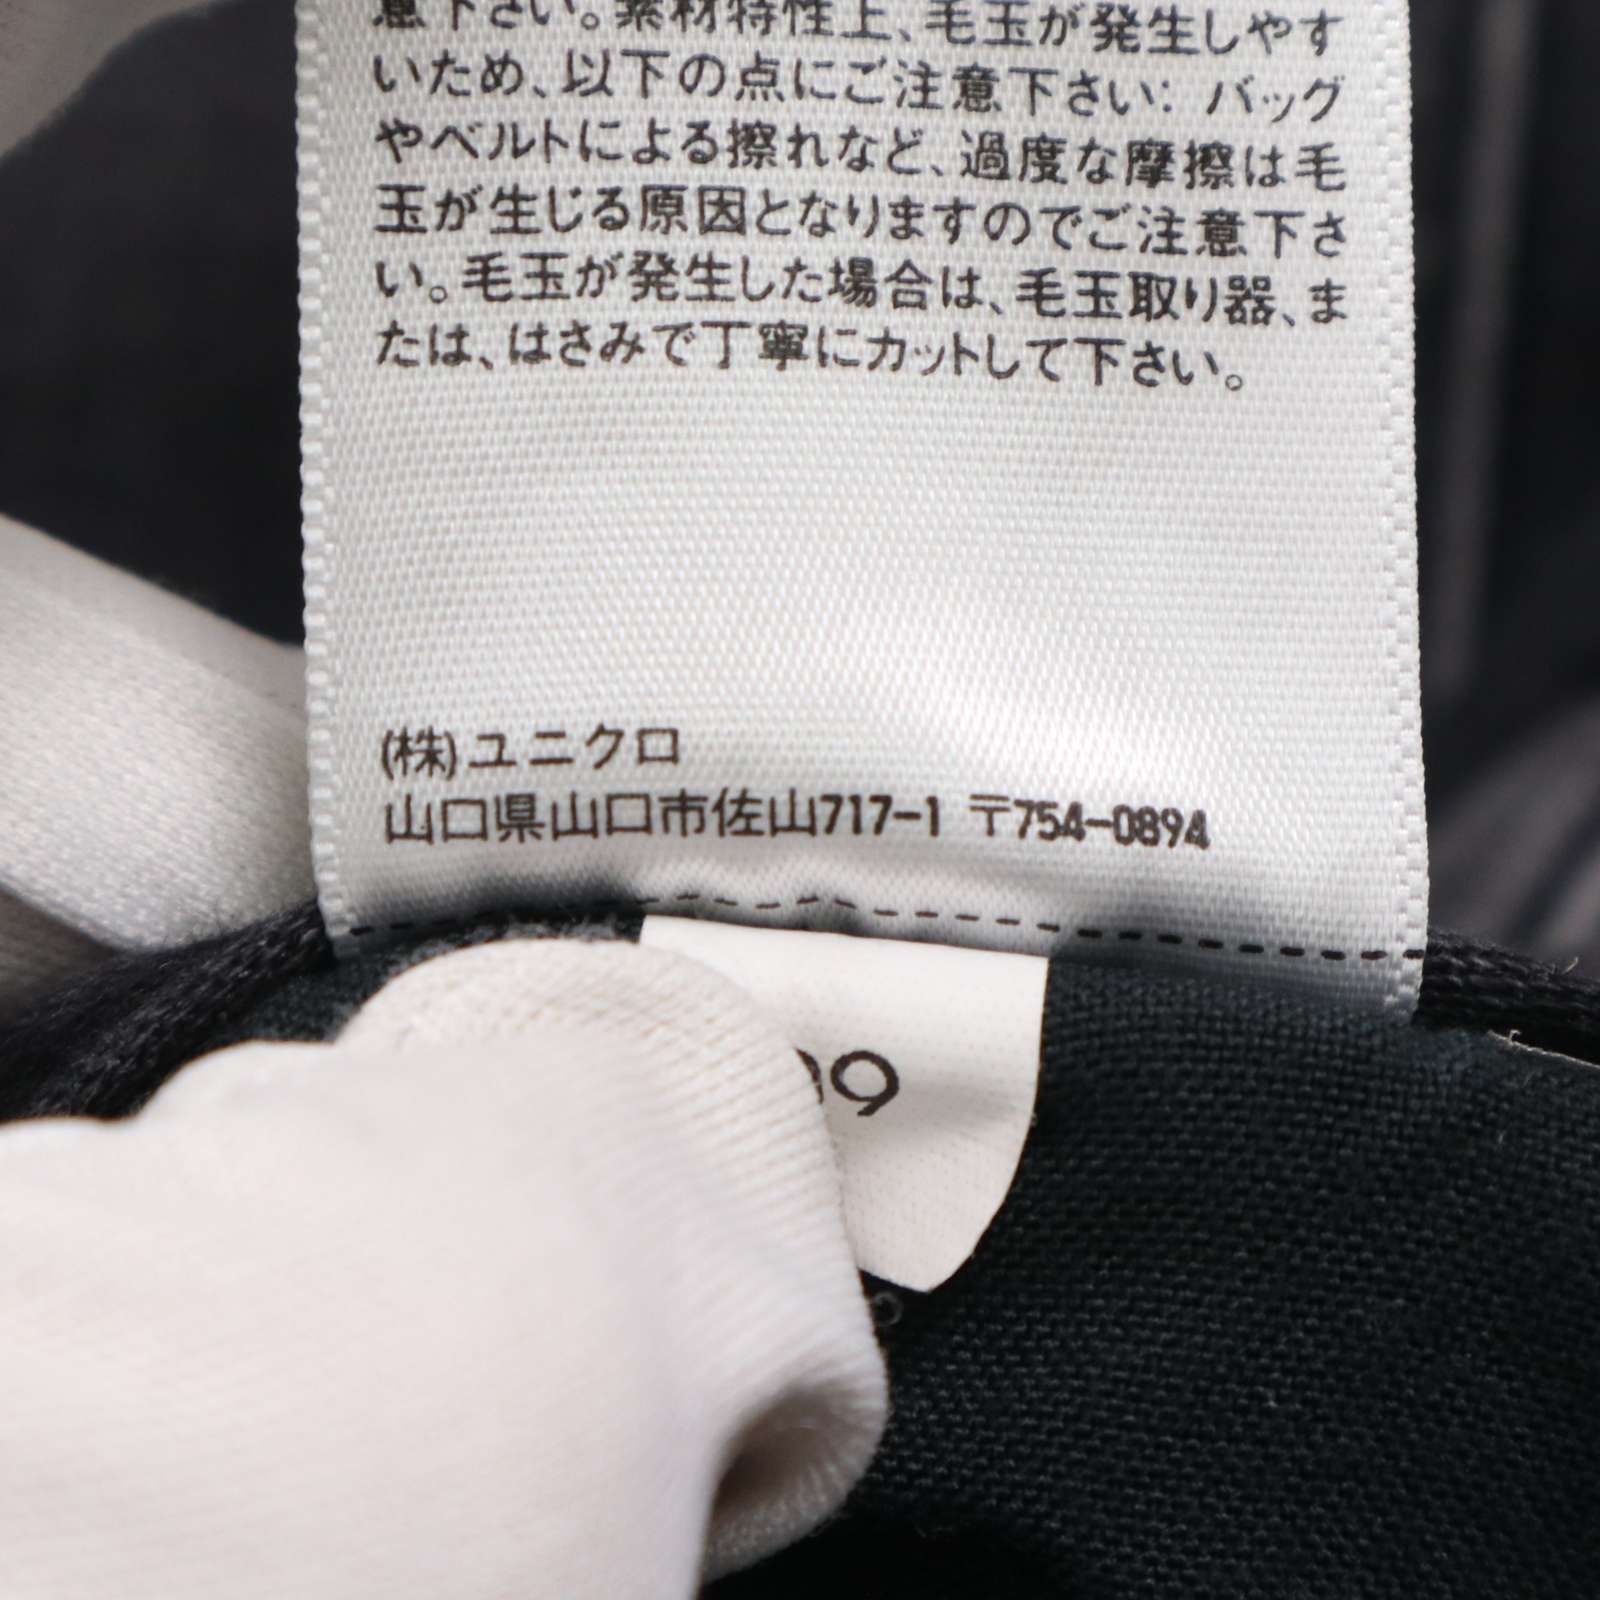 意下さい。素材特性上、毛玉が発生しやす
いため、以下の点にご注意下さい: バッグ
やベルトによる擦れなど、過度な摩擦は毛
玉が生じる原因となりますのでご注意下さ
い。毛玉が発生した場合は、毛玉取り器、ま
たは、はさみで丁寧にカットして下さい。
(株)ユニクロ
山口県山口市佐山717-1 〒754-0894
9